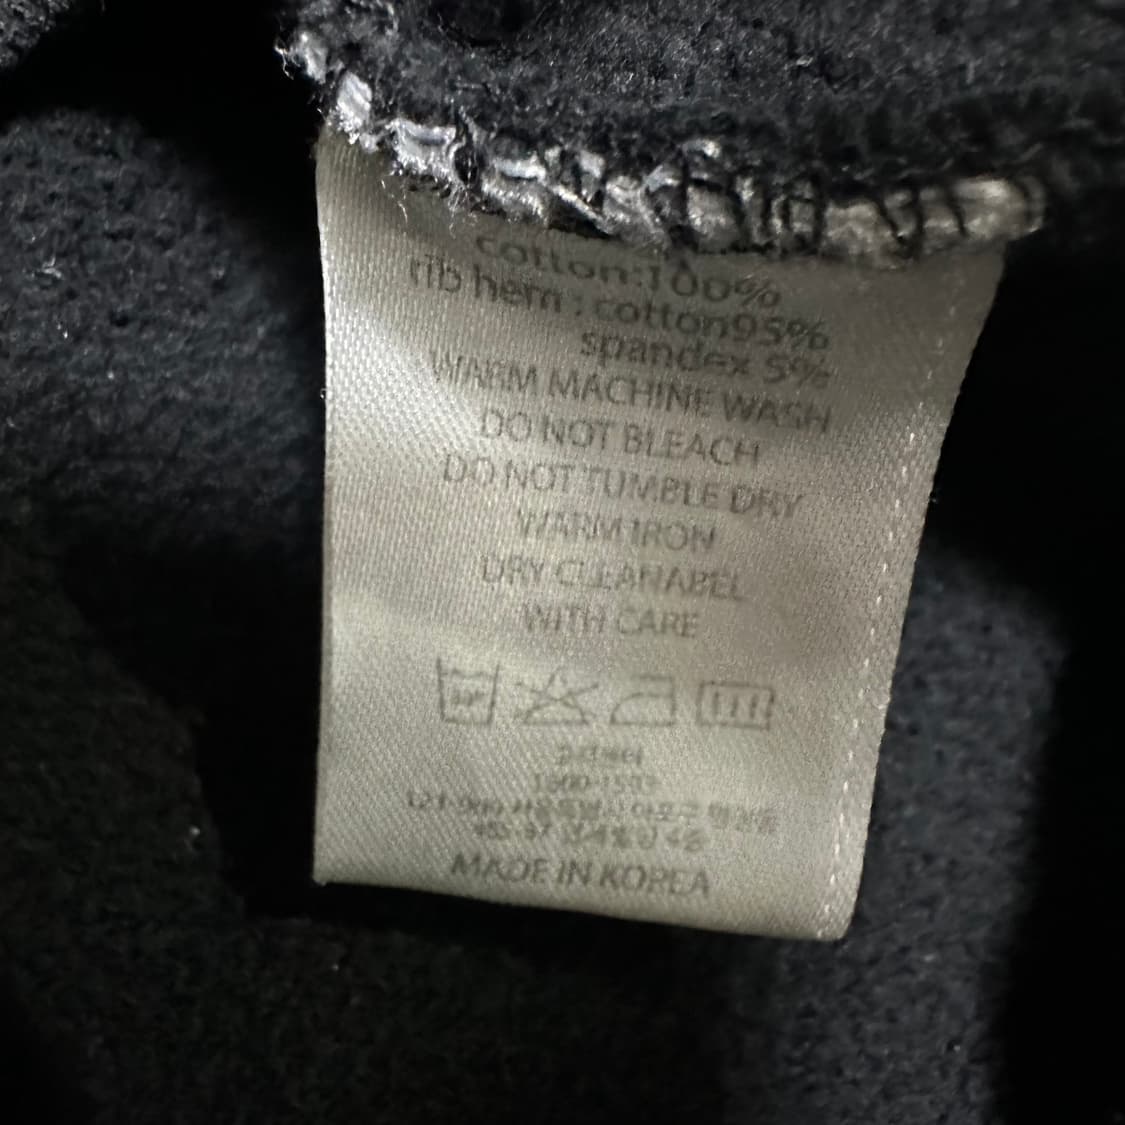 cotton:100%
rib hem : cotton95%
spandex 5%
WARM MACHINE WASH
DO NOT BLEACH
DO NOT TUMBLE DRY
WARM IRON
DRY CLEANABEL
WITH CARE
MADE IN KOREA